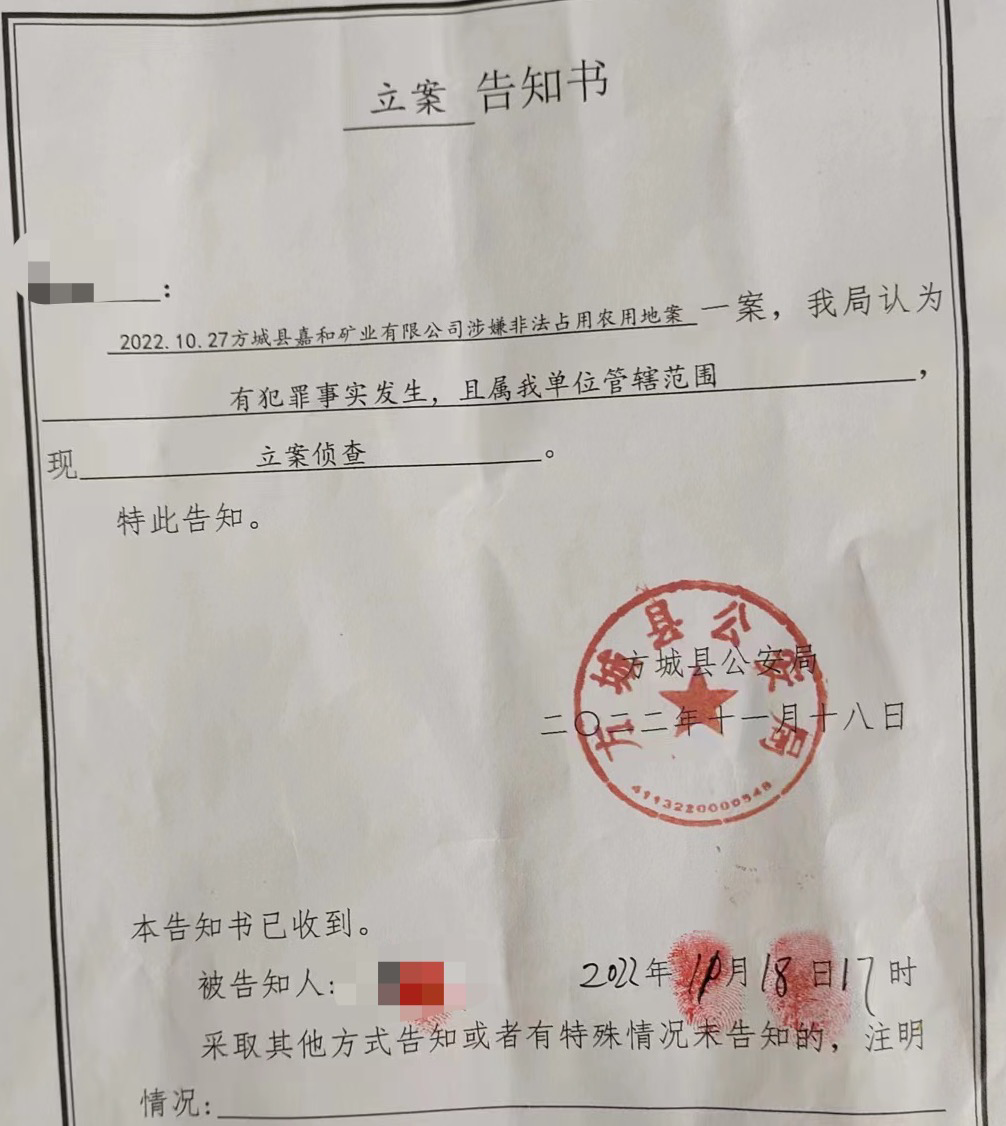 立案 告知书
:
2022.10.27方城县嘉和矿业有限公司涉嫌非法占用农用地案 一案，我局认为
有犯罪事实发生，且属我单位管辖范围，
现 立案侦查 。
特此告知。
方城县公安局
方城县公安局
二〇二二年十一月十八日
4113220000548
本告知书已收到。
被告知人: 2022年11月18日17时
采取其他方式告知或者有特殊情况未告知的，注明
情况: